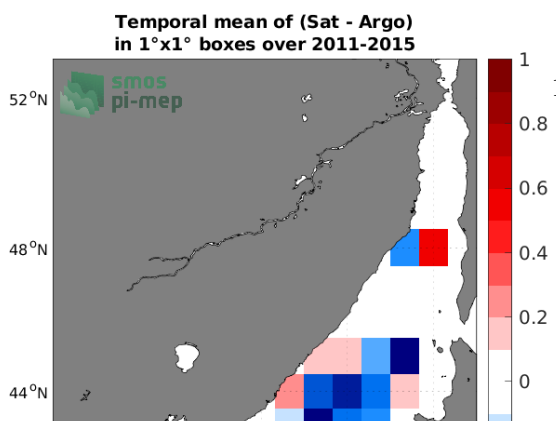 Temporal mean of (Sat - Argo)
in 1°x1° boxes over 2011-2015
smos
pi-mep
52°N
48°N
44°N
1
0.8
0.6
0.4
0.2
0